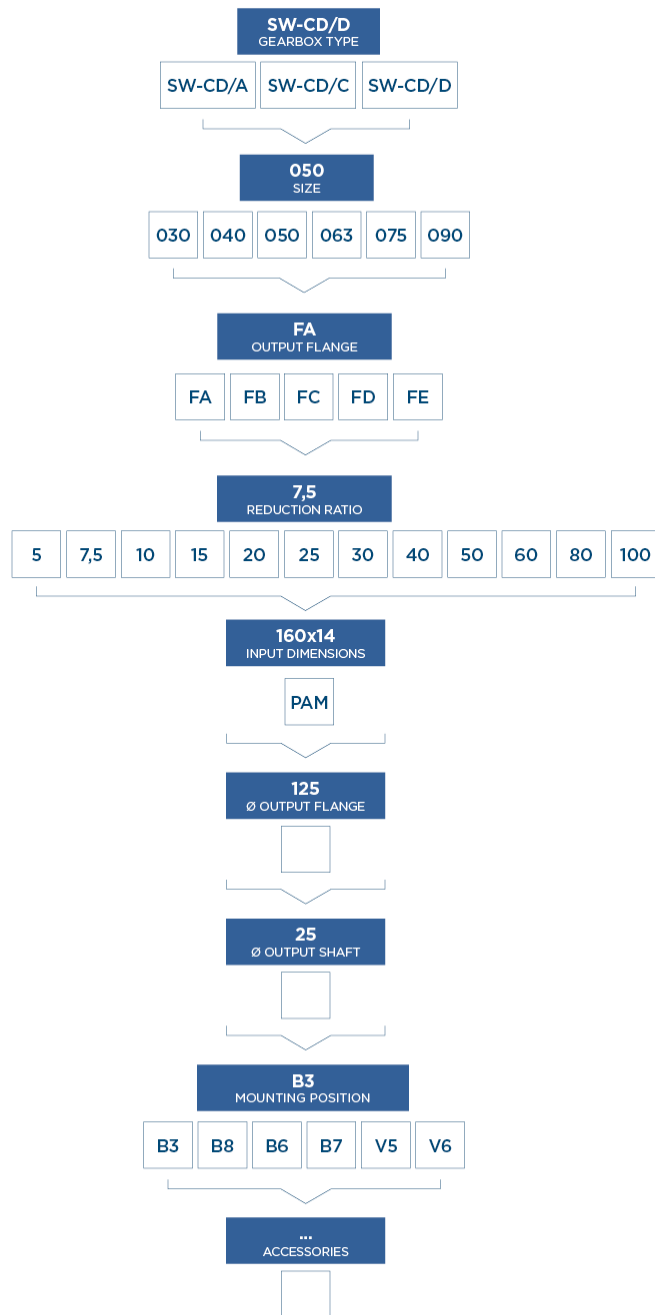 SW-CD/D
GEARBOX TYPE
SW-CD/A SW-CD/C SW-CD/D
050
SIZE
030 040 050 063 075 090
FA
OUTPUT FLANGE
FA FB FC FD FE
7,5
REDUCTION RATIO
5 7,5 10 15 20 25 30 40 50 60 80 100
160x14
INPUT DIMENSIONS
PAM
125
Ø OUTPUT FLANGE
25
Ø OUTPUT SHAFT
B3
MOUNTING POSITION
B3 B8 B6 B7 V5 V6
...
ACCESSORIES